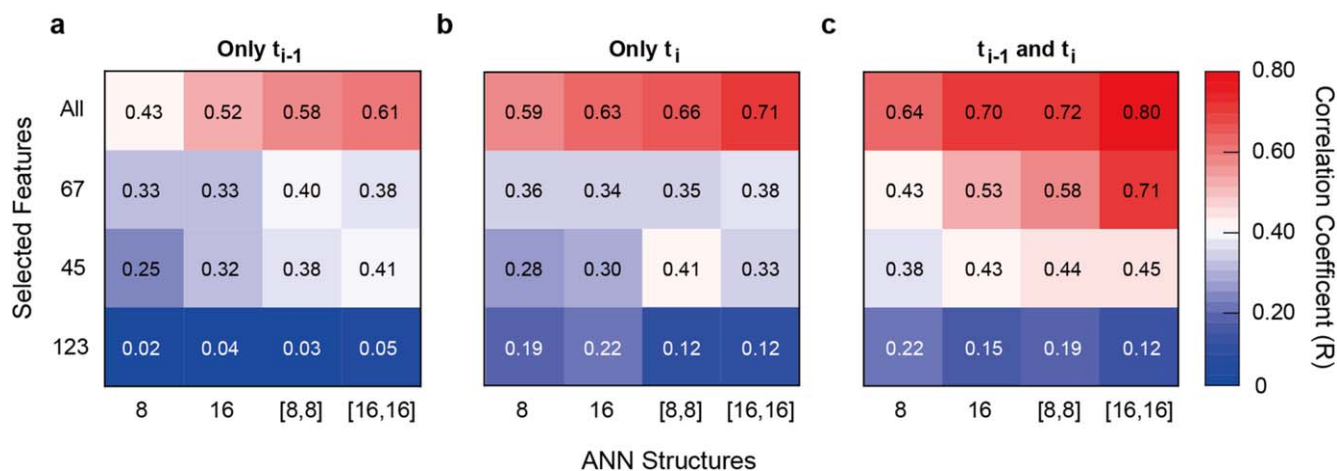 a
Only ti-1
b
Only ti
c
ti-1 and ti
Selected Features
All
67
45
123
0.43 0.52 0.58 0.61
0.33 0.33 0.40 0.38
0.25 0.32 0.38 0.41
0.02 0.04 0.03 0.05
8 16 [8,8] [16,16]
0.59 0.63 0.66 0.71
0.36 0.34 0.35 0.38
0.28 0.30 0.41 0.33
0.19 0.22 0.12 0.12
8 16 [8,8] [16,16]
0.64 0.70 0.72 0.80
0.43 0.53 0.58 0.71
0.38 0.43 0.44 0.45
0.22 0.15 0.19 0.12
8 16 [8,8] [16,16]
0.80
0.60
0.40
0.20
0
Correlation Coefficent (R)
ANN Structures